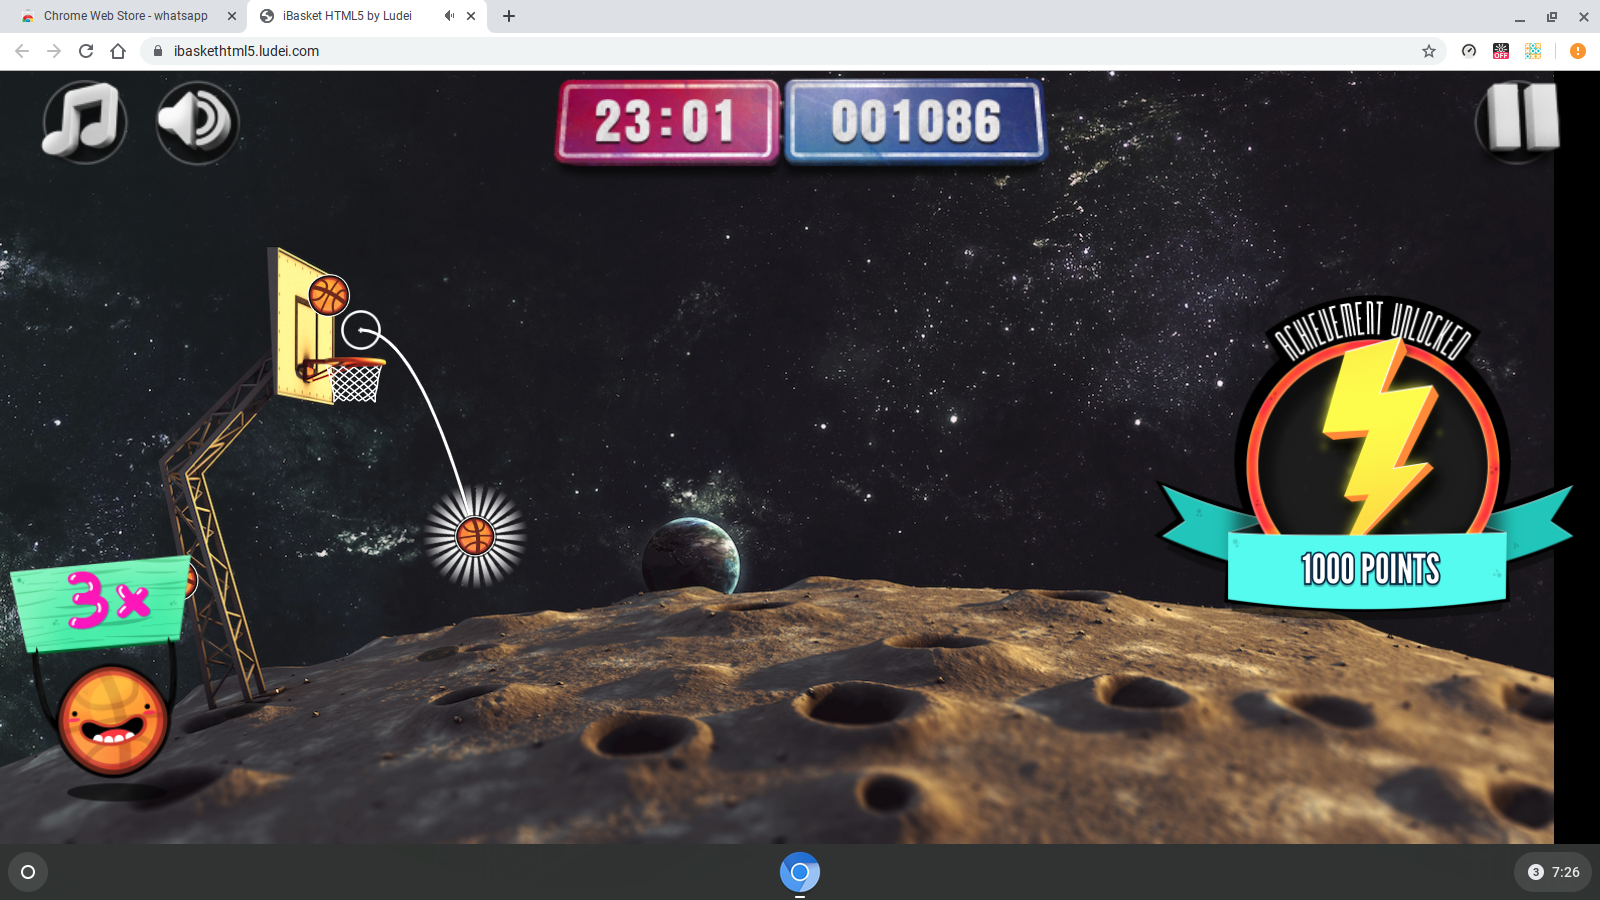 Chrome Web Store - whatsapp
iBasket HTML5 by Ludei
ibaskethtml5.ludei.com
OFF
23:01
001086
ACHIEVEMENT UNLOCKED
1000 POINTS
3x
3
7:26